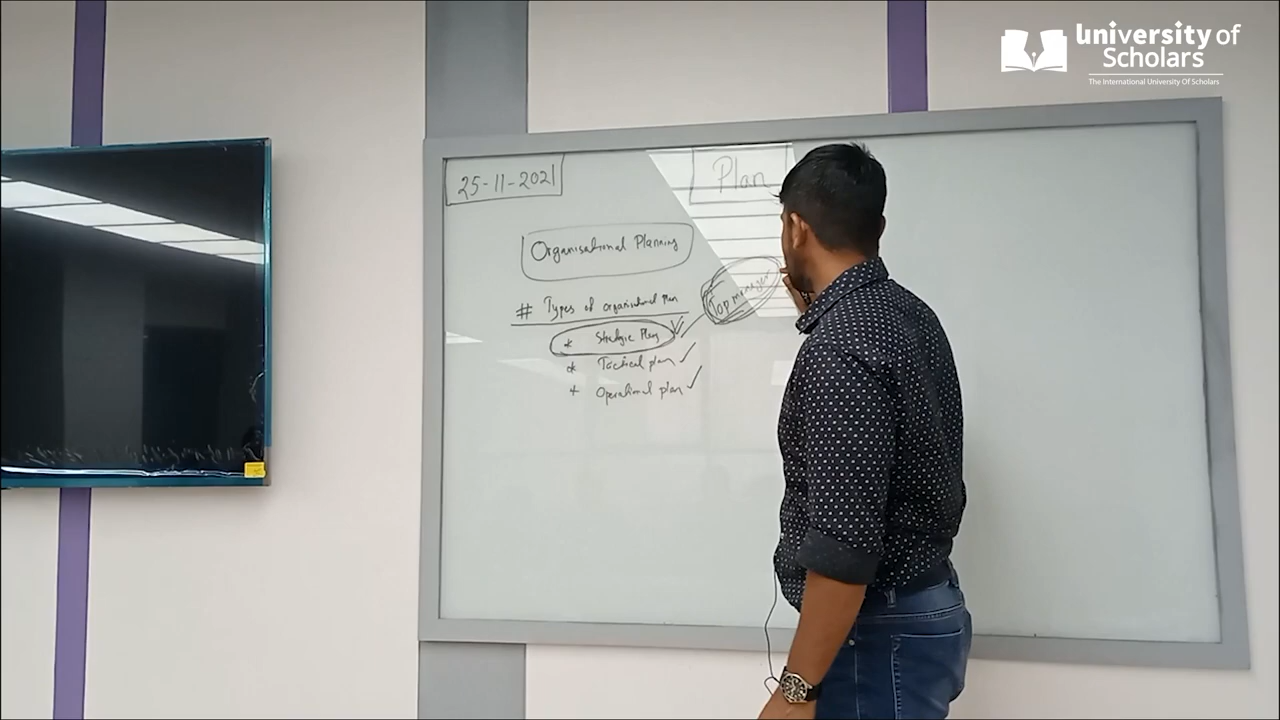 University of
Scholars
The International University Of Scholars
25-11-2021
Plan
Organisational Planning
# Types of organisational plan
* Strategic Plan
Top manager
* Tactical plan
* Operational plan